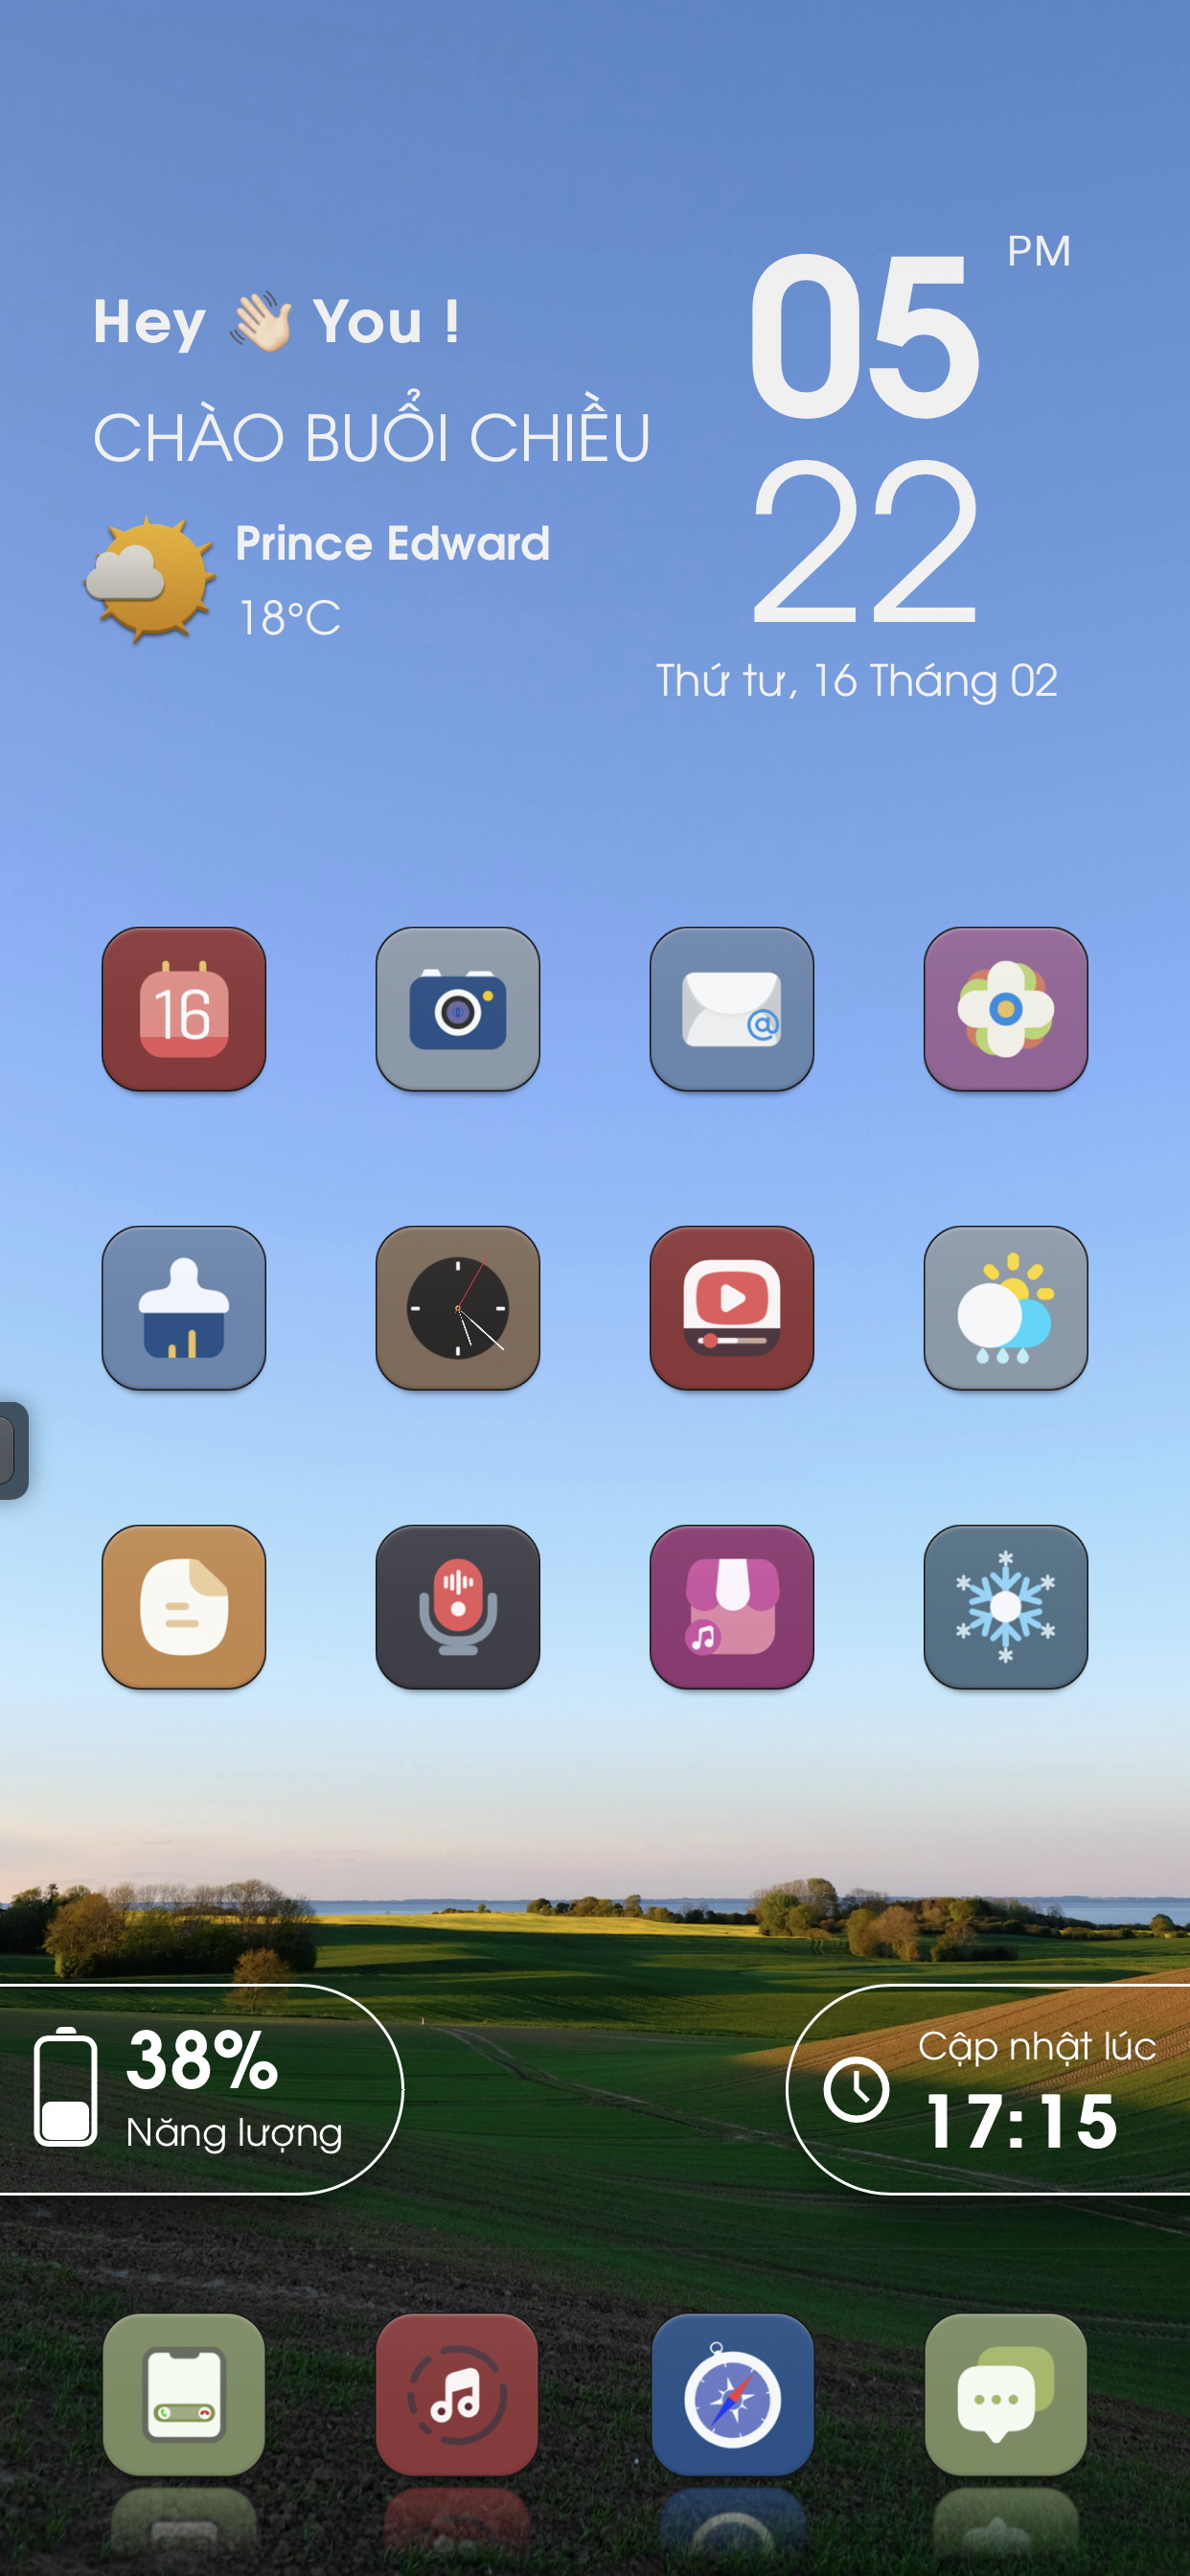 Hey 👋🏻 You !
CHÀO BUỔI CHIỀU
Prince Edward
18°C
PM
05
22
Thứ tư, 16 Tháng 02
16
@
38%
Năng lượng
Cập nhật lúc
17:15